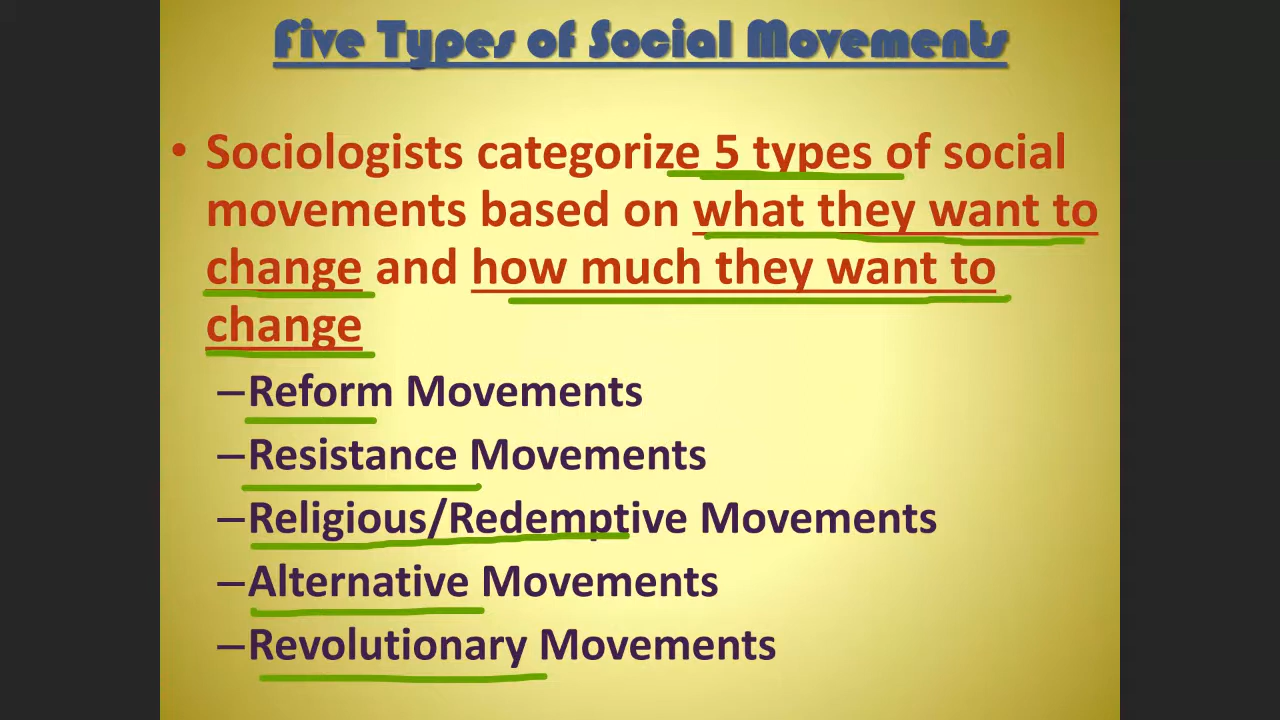 Five Types of Social Movements
• Sociologists categorize 5 types of social
movements based on what they want to
change and how much they want to
change
–Reform Movements
–Resistance Movements
–Religious/Redemptive Movements
–Alternative Movements
–Revolutionary Movements